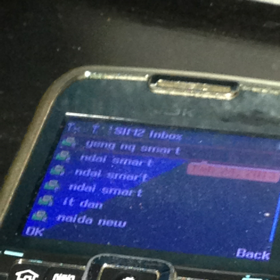 SIM2 Inbox
yeng ng smart
ndai smart
ndai smart
ndai smart
it dan
naida new
OK
Back